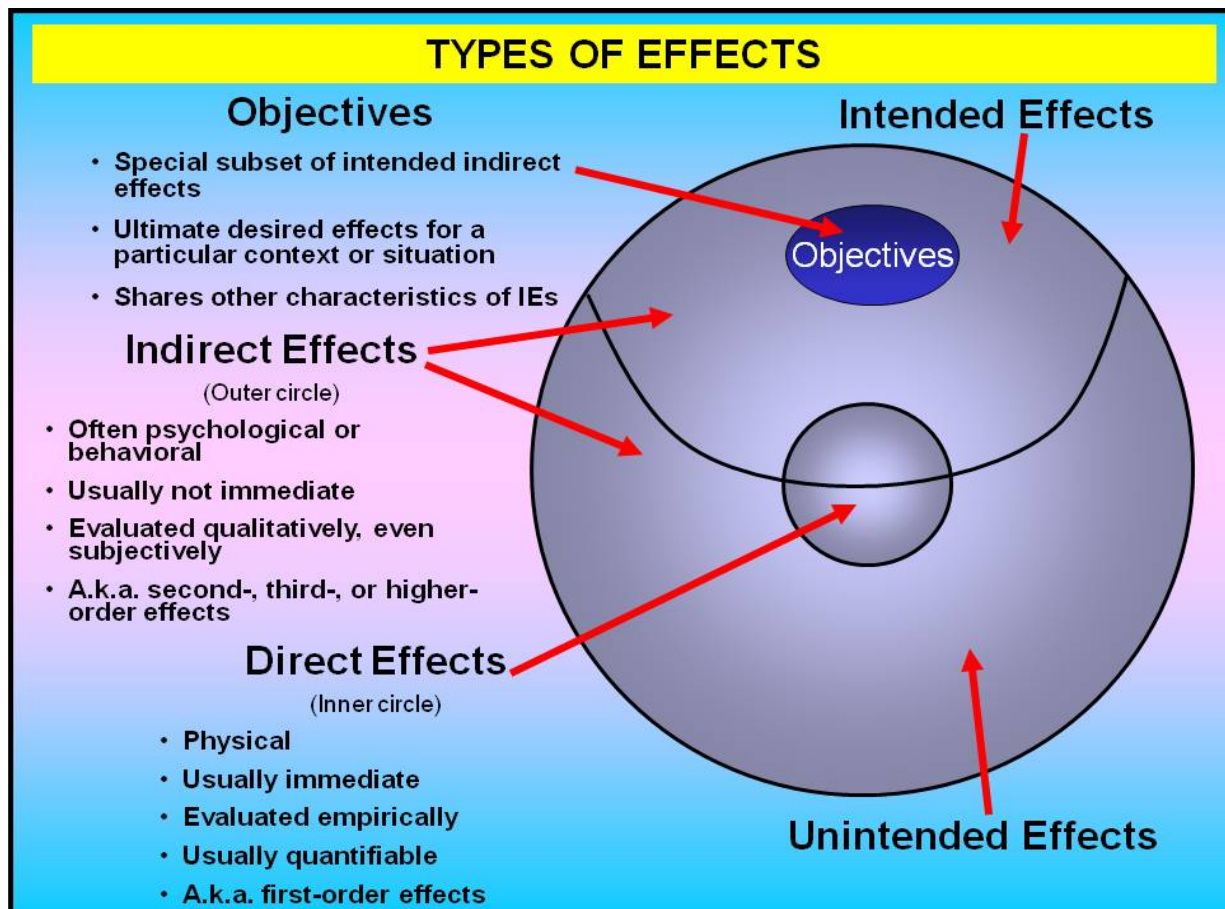 TYPES OF EFFECTS
Objectives
• Special subset of intended indirect
effects
• Ultimate desired effects for a
particular context or situation
• Shares other characteristics of IEs
Indirect Effects
(Outer circle)
• Often psychological or
behavioral
• Usually not immediate
• Evaluated qualitatively, even
subjectively
• A.k.a. second-, third-, or higher-
order effects
Direct Effects
(Inner circle)
• Physical
• Usually immediate
• Evaluated empirically
• Usually quantifiable
• A.k.a. first-order effects
Intended Effects
Objectives
Unintended Effects